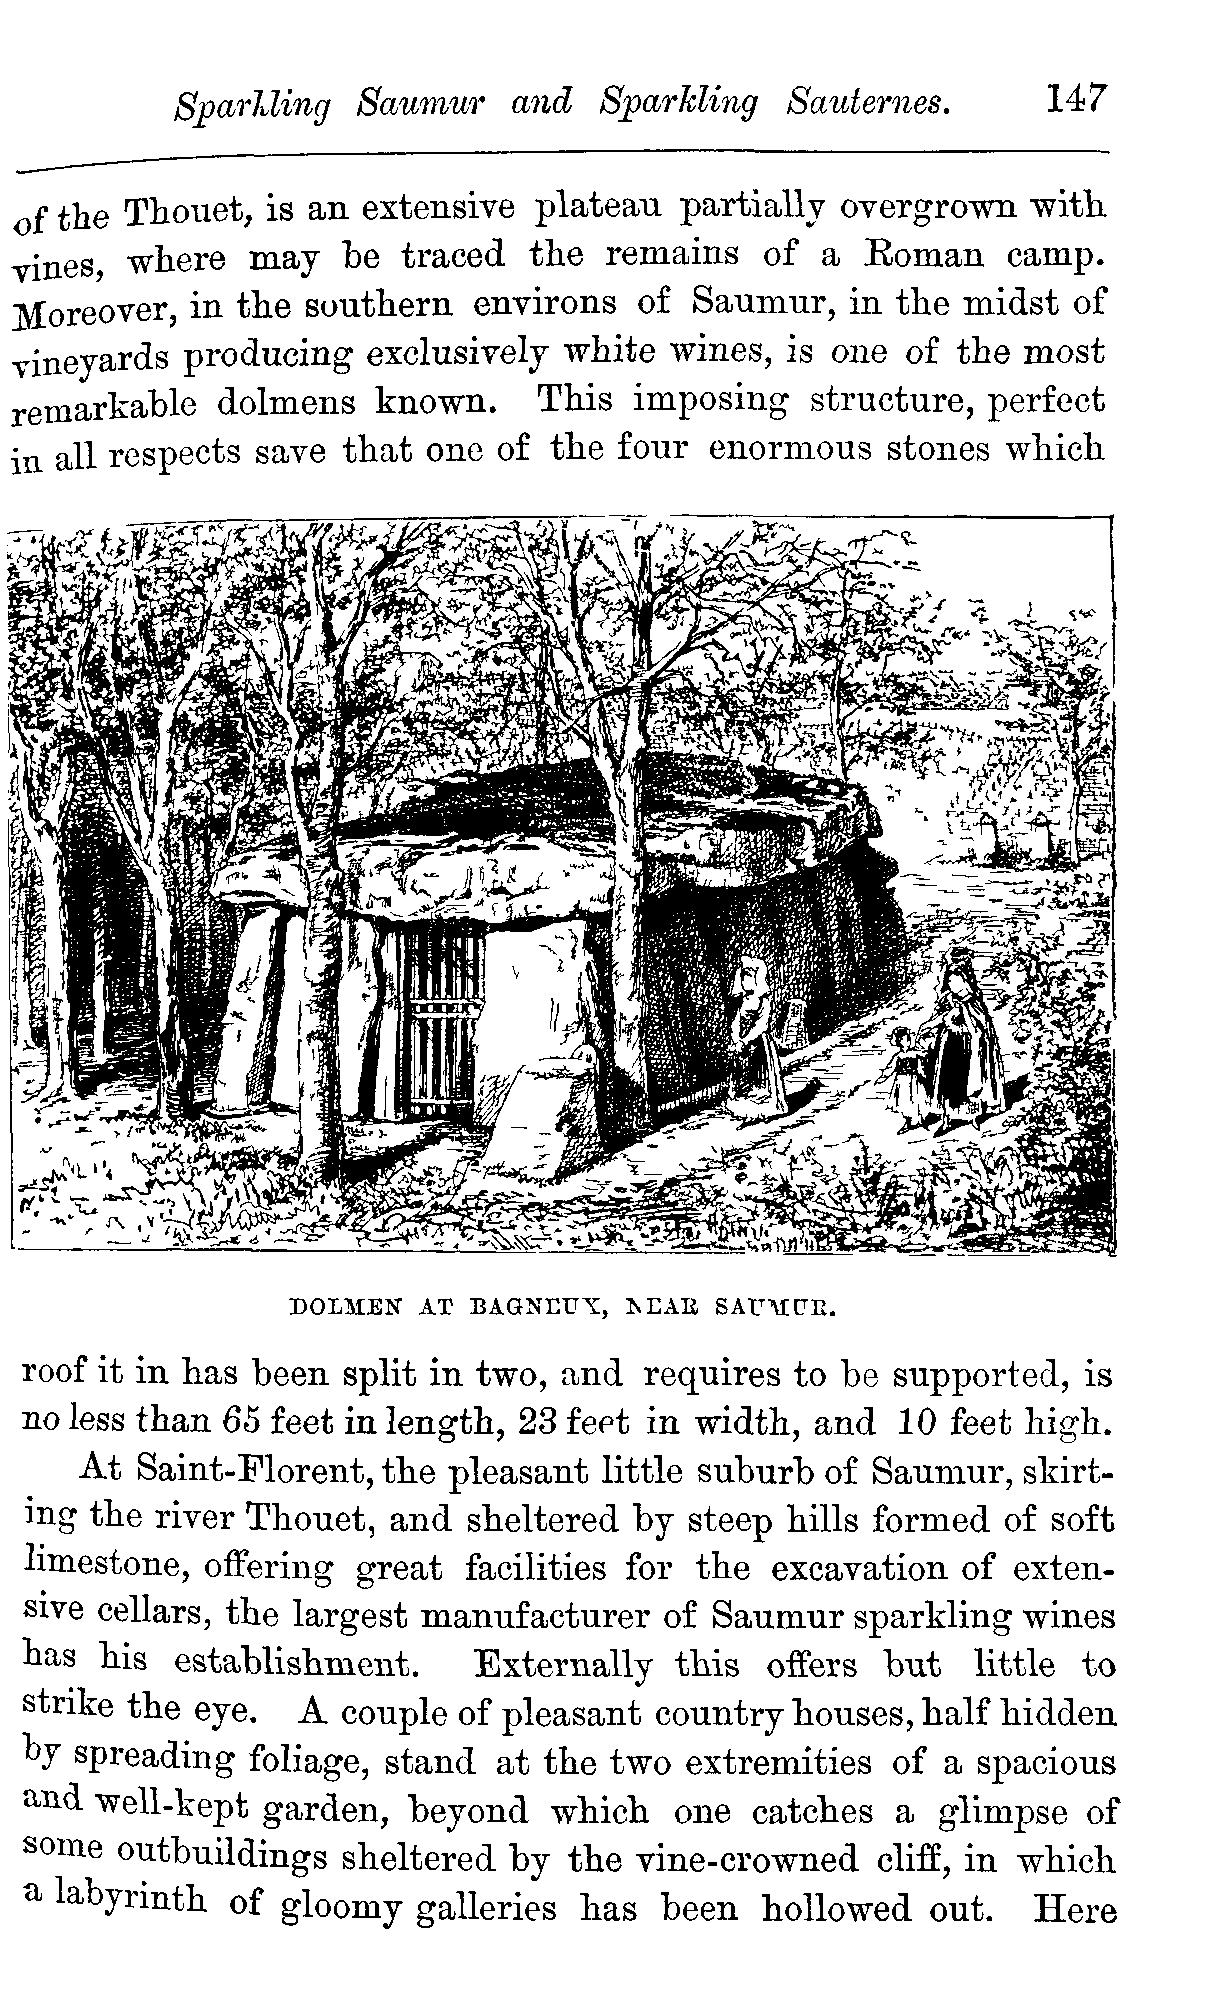 Sparkling Saumur and Sparkling Sauternes. 147
of the Thouet, is an extensive plateau partially overgrown with
vines, where may be traced the remains of a Roman camp.
Moreover, in the southern environs of Saumur, in the midst of
vineyards producing exclusively white wines, is one of the most
remarkable dolmens known. This imposing structure, perfect
in all respects save that one of the four enormous stones which
DOLMEN AT BAGNEUX, NEAR SAUMUR.
roof it in has been split in two, and requires to be supported, is
no less than 65 feet in length, 23 feet in width, and 10 feet high.
At Saint-Florent, the pleasant little suburb of Saumur, skirt-
ing the river Thouet, and sheltered by steep hills formed of soft
limestone, offering great facilities for the excavation of exten-
sive cellars, the largest manufacturer of Saumur sparkling wines
has his establishment. Externally this offers but little to
strike the eye. A couple of pleasant country houses, half hidden
by spreading foliage, stand at the two extremities of a spacious
and well-kept garden, beyond which one catches a glimpse of
some outbuildings sheltered by the vine-crowned cliff, in which
a labyrinth of gloomy galleries has been hollowed out. Here